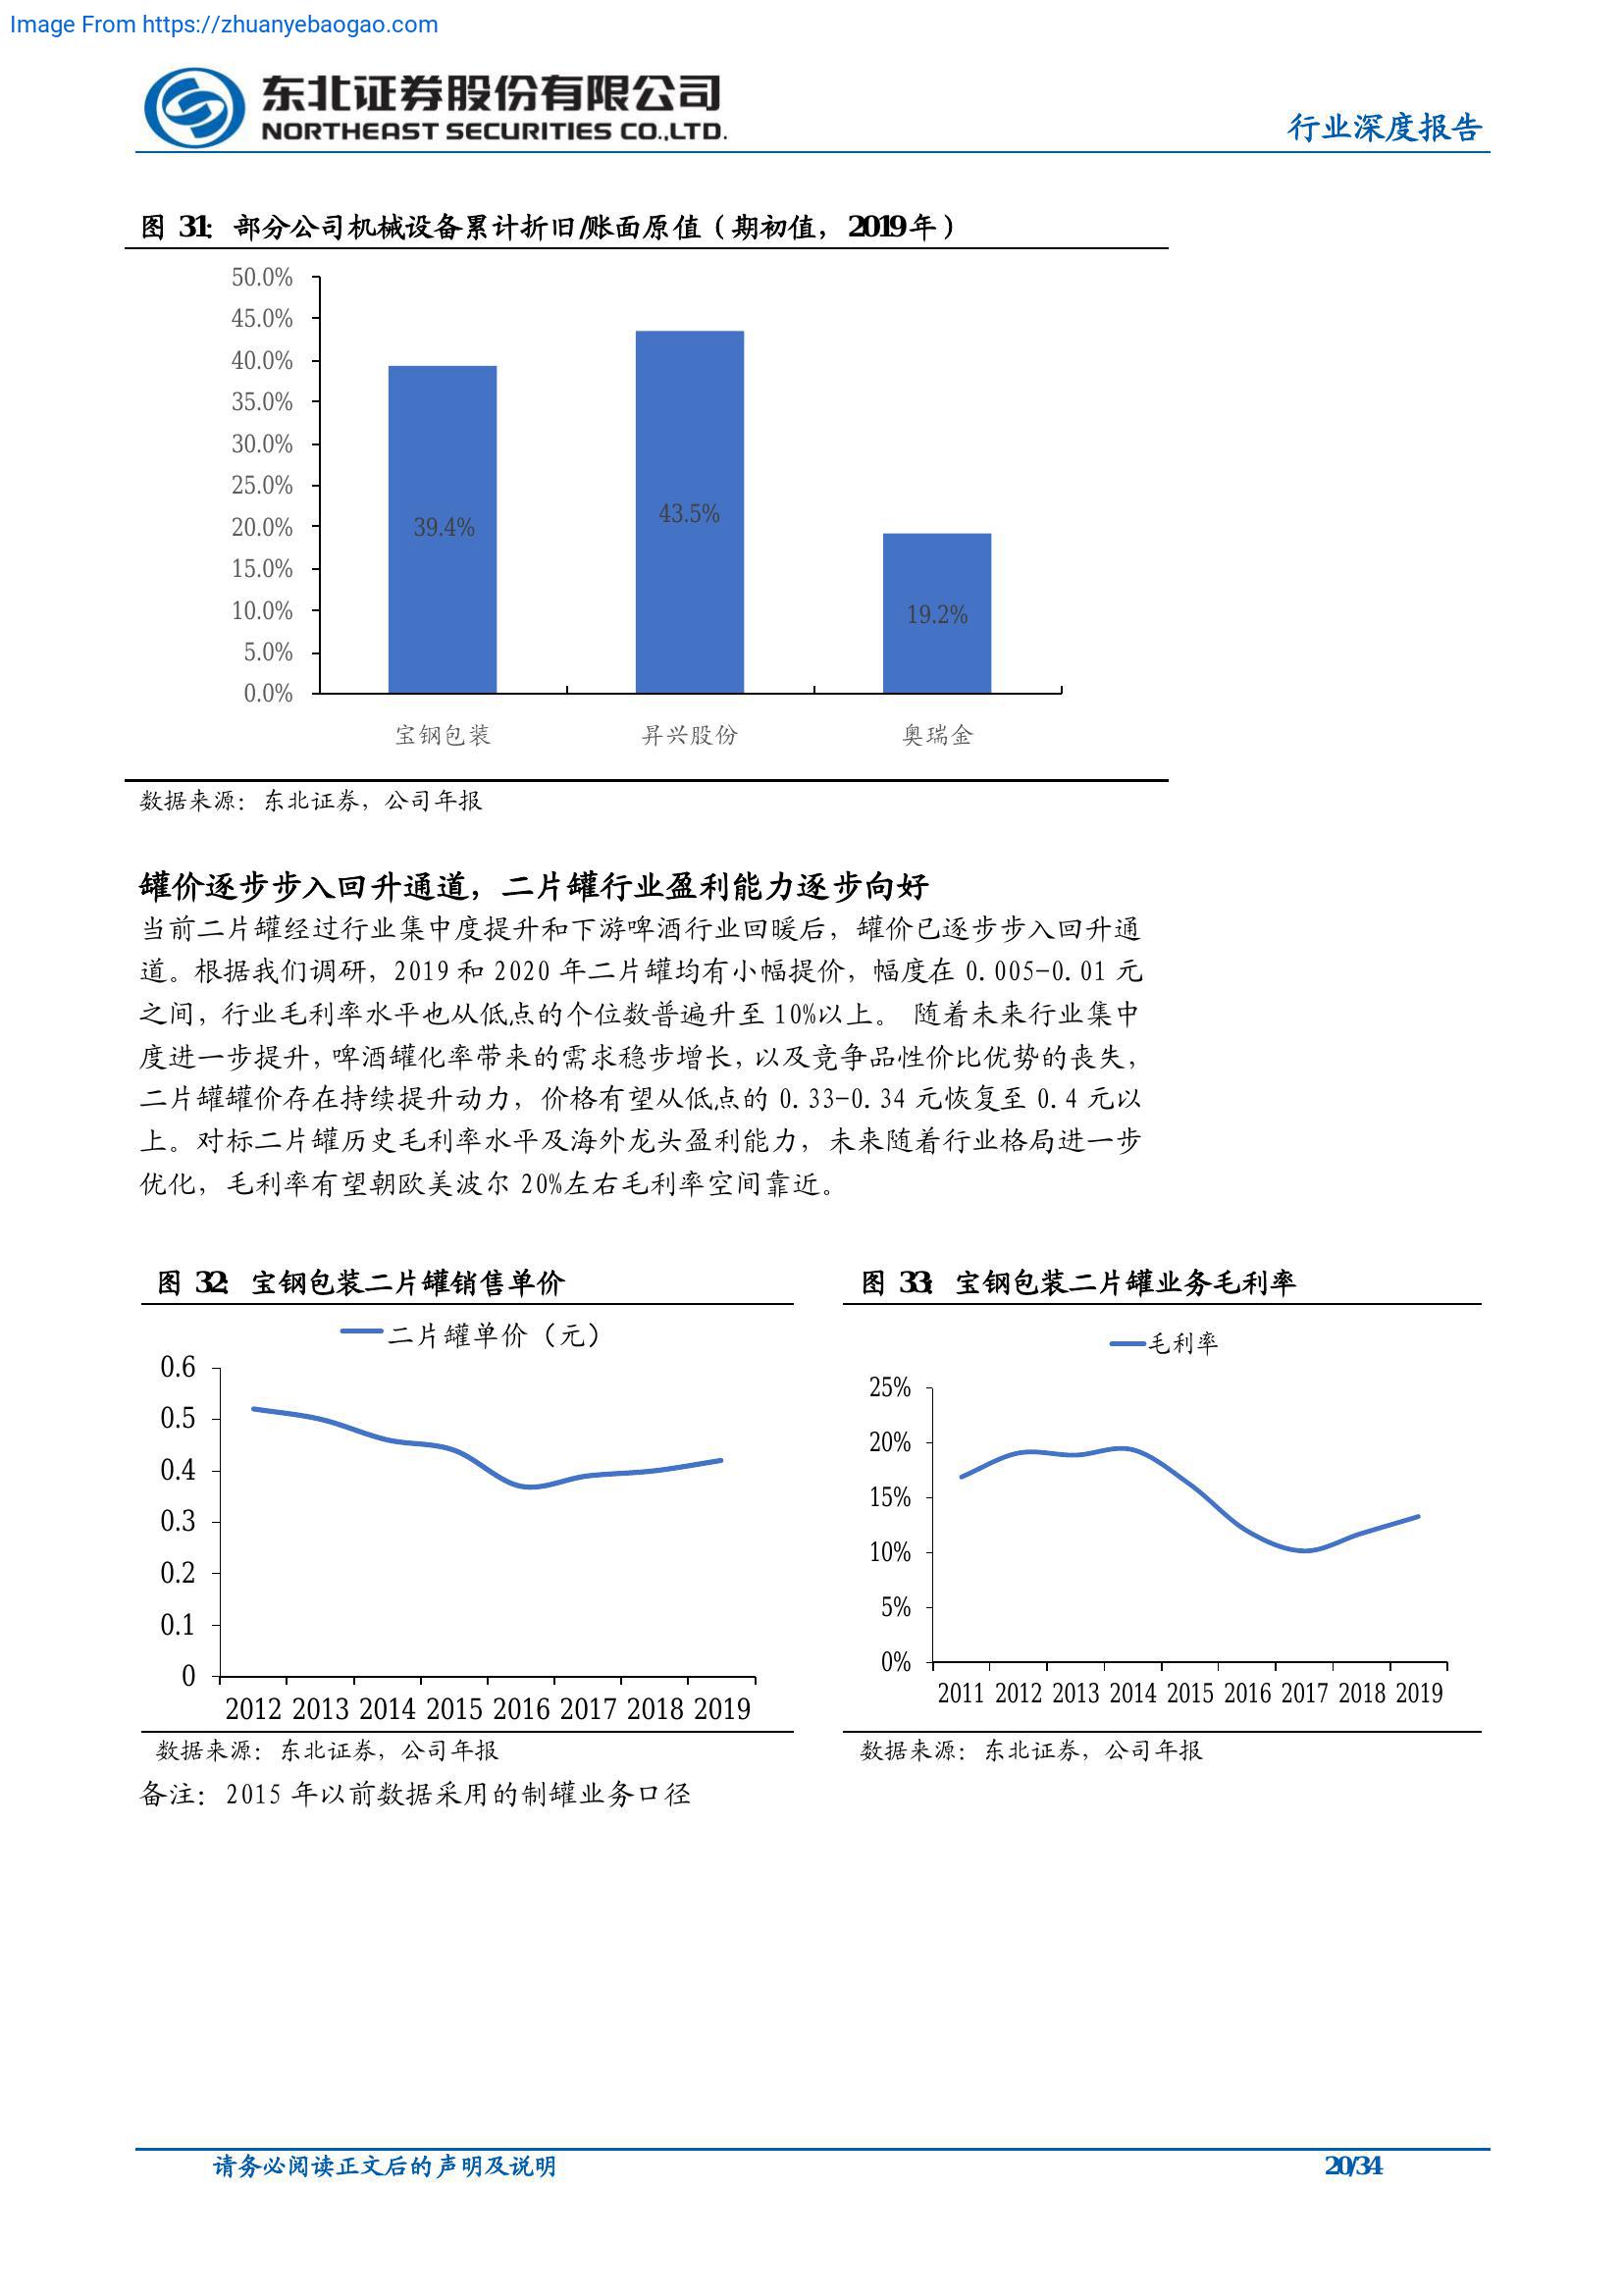 Image From https://zhuanyebaogao.com
东北证券股份有限公司
NORTHEAST SECURITIES CO.,LTD.
行业深度报告
图 31：部分公司机械设备累计折旧/账面原值（期初值，2019年）
50.0%
45.0%
40.0%
35.0%
30.0%
25.0%
20.0%
15.0%
10.0%
5.0%
0.0%
39.4%
43.5%
19.2%
宝钢包装
昇兴股份
奥瑞金
数据来源：东北证券，公司年报
罐价逐步步入回升通道，二片罐行业盈利能力逐步向好
当前二片罐经过行业集中度提升和下游啤酒行业回暖后，罐价已逐步步入回升通
道。根据我们调研，2019 和 2020 年二片罐均有小幅提价，幅度在 0.005-0.01 元
之间，行业毛利率水平也从低点的个位数普遍升至 10%以上。 随着未来行业集中
度进一步提升，啤酒罐化率带来的需求稳步增长，以及竞争品性价比优势的丧失，
二片罐罐价存在持续提升动力，价格有望从低点的 0.33-0.34 元恢复至 0.4 元以
上。对标二片罐历史毛利率水平及海外龙头盈利能力，未来随着行业格局进一步
优化，毛利率有望朝欧美波尔 20%左右毛利率空间靠近。
图 32：宝钢包装二片罐销售单价
二片罐单价（元）
0.6
0.5
0.4
0.3
0.2
0.1
0
2012 2013 2014 2015 2016 2017 2018 2019
数据来源：东北证券，公司年报
备注：2015 年以前数据采用的制罐业务口径
图 33：宝钢包装二片罐业务毛利率
毛利率
25%
20%
15%
10%
5%
0%
2011 2012 2013 2014 2015 2016 2017 2018 2019
数据来源：东北证券，公司年报
请务必阅读正文后的声明及说明
20/34